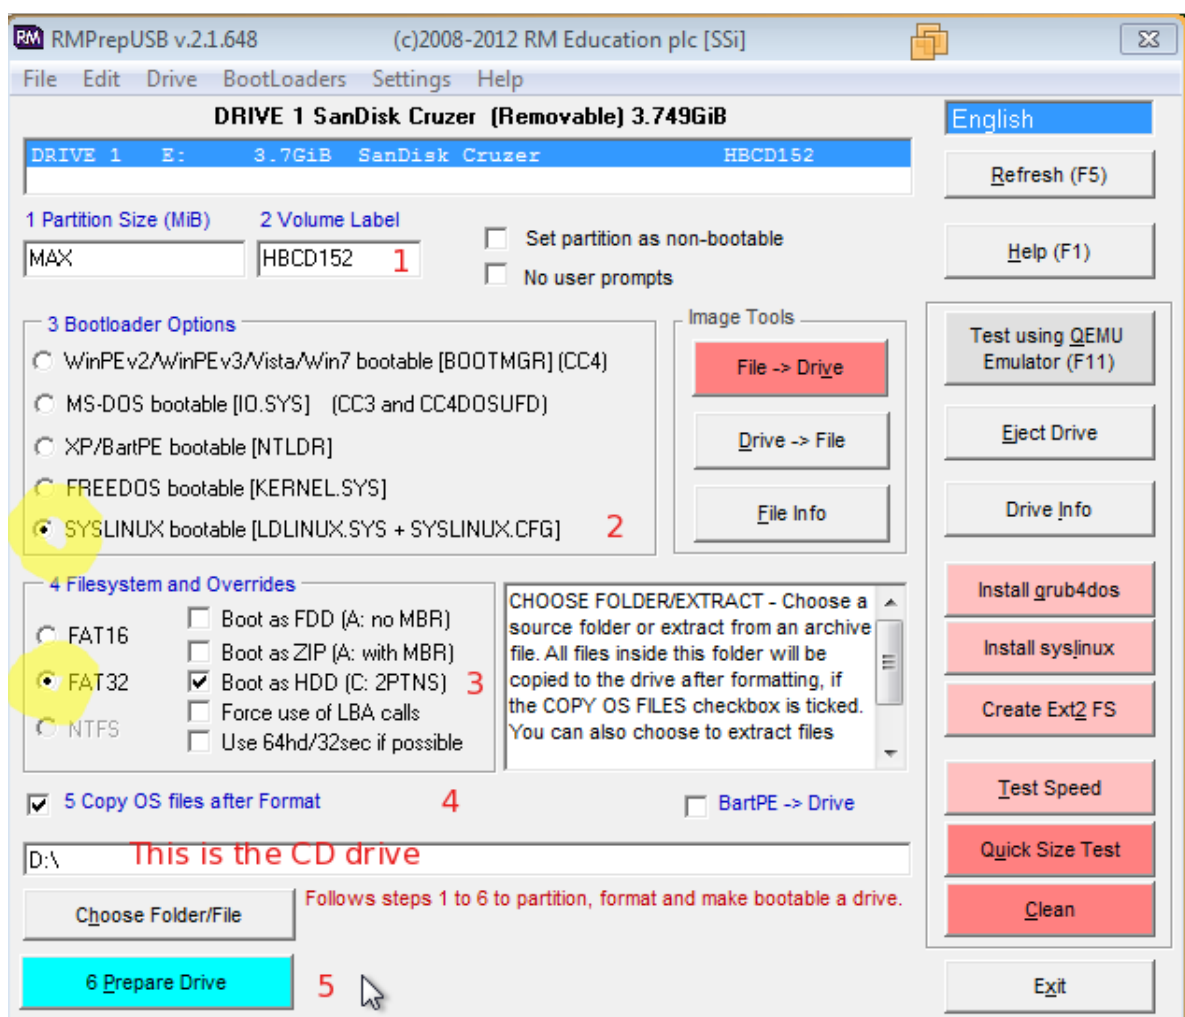 RM RMPrepUSB v.2.1.648 (c)2008-2012 RM Education plc [SSi]
File Edit Drive BootLoaders Settings Help
DRIVE 1 SanDisk Cruzer (Removable) 3.749GiB
English
DRIVE 1 E: 3.7GiB SanDisk Cruzer HBCD152
Refresh (F5)
1 Partition Size (MiB) 2 Volume Label
MAX HBCD152 1
Set partition as non-bootable
No user prompts
Help (F1)
3 Bootloader Options
WinPEv2/WinPEv3/Vista/Win7 bootable [BOOTMGR] (CC4)
MS-DOS bootable [IO.SYS] (CC3 and CC4DOSUFD)
XP/BartPE bootable [NTLDR]
FREEDOS bootable [KERNEL.SYS]
SYSLINUX bootable [LDLINUX.SYS + SYSLINUX.CFG] 2
Image Tools
File -> Drive
Drive -> File
File Info
Test using QEMU
Emulator (F11)
Eject Drive
Drive Info
4 Filesystem and Overrides
FAT16
FAT32
NTFS
Boot as FDD (A: no MBR)
Boot as ZIP (A: with MBR)
Boot as HDD (C: 2PTNS) 3
Force use of LBA calls
Use 64hd/32sec if possible
CHOOSE FOLDER/EXTRACT - Choose a
source folder or extract from an archive
file. All files inside this folder will be
copied to the drive after formatting, if
the COPY OS FILES checkbox is ticked.
You can also choose to extract files
Install grub4dos
Install syslinux
Create Ext2 FS
Test Speed
Quick Size Test
Clean
5 Copy OS files after Format 4
BartPE -> Drive
D:\ This is the CD drive
Choose Folder/File
Follows steps 1 to 6 to partition, format and make bootable a drive.
6 Prepare Drive 5
Exit